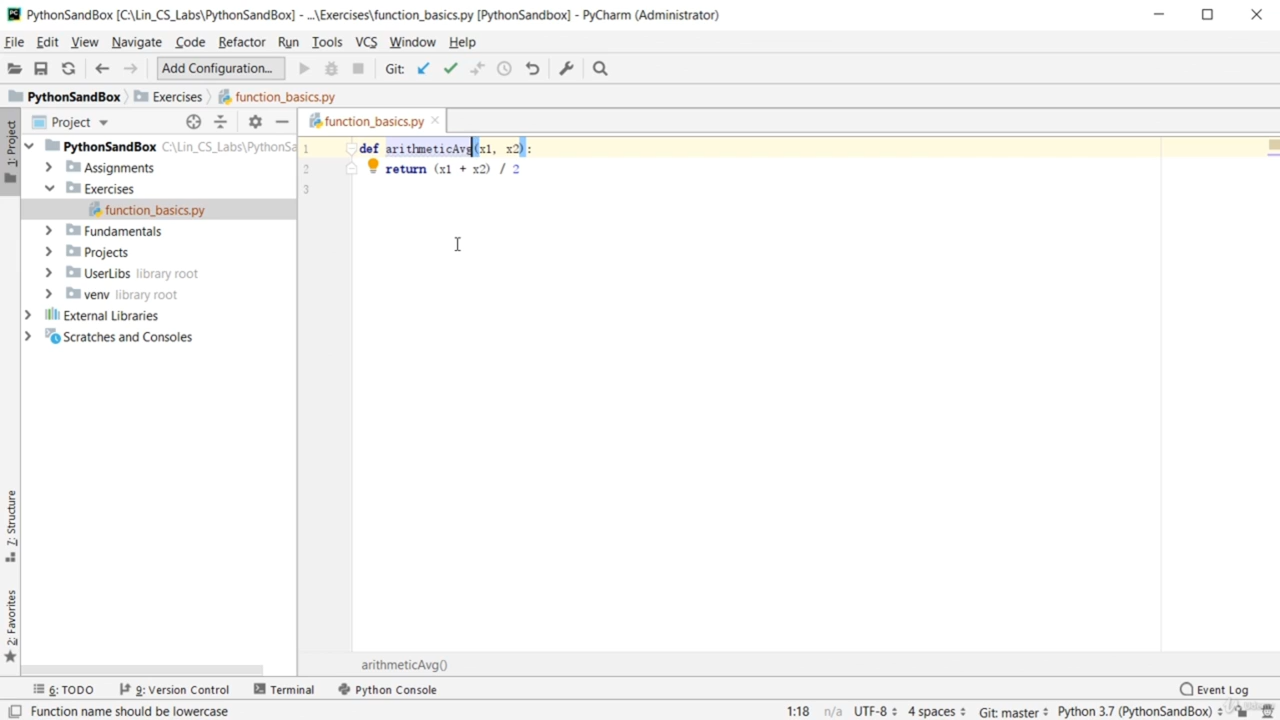 PythonSandBox [C:\Lin_CS_Labs\PythonSandBox] - ...\Exercises\function_basics.py [PythonSandbox] - PyCharm (Administrator)
File Edit View Navigate Code Refactor Run Tools VCS Window Help
Add Configuration... Git:
PythonSandBox Exercises function_basics.py
1: Project
Project
function_basics.py
PythonSandBox C:\Lin_CS_Labs\PythonSa
Assignments
Exercises
function_basics.py
Fundamentals
Projects
UserLibs library root
venv library root
External Libraries
Scratches and Consoles
1 def arithmeticAvg(x1, x2):
2 return (x1 + x2) / 2
3
7: Structure
2: Favorites
arithmeticAvg()
6: TODO 9: Version Control Terminal Python Console Event Log
Function name should be lowercase 1:18 n/a UTF-8 4 spaces Git: master Python 3.7 (PythonSandBox)